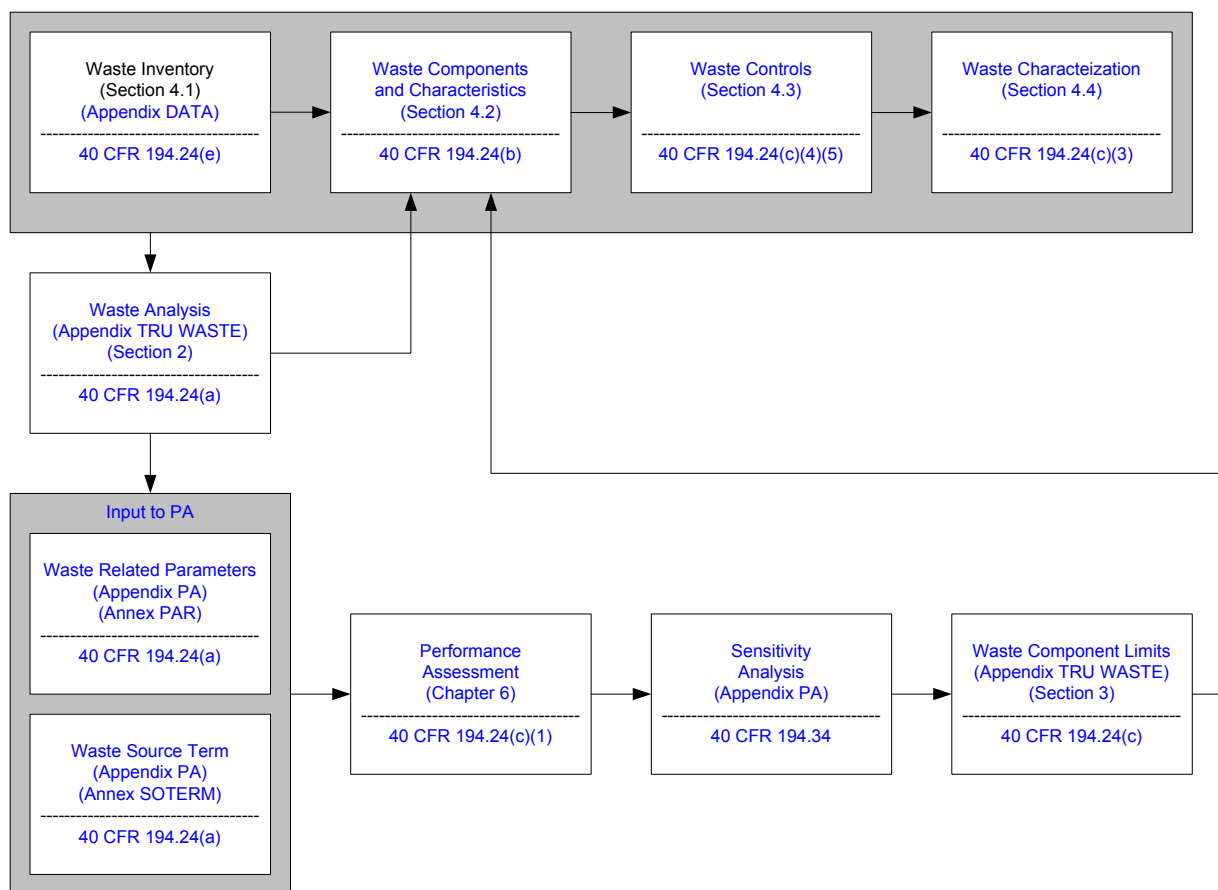 Waste Inventory
(Section 4.1)
(Appendix DATA)
40 CFR 194.24(e)
Waste Components
and Characteristics
(Section 4.2)
40 CFR 194.24(b)
Waste Controls
(Section 4.3)
40 CFR 194.24(c)(4)(5)
Waste Characteization
(Section 4.4)
40 CFR 194.24(c)(3)
Waste Analysis
(Appendix TRU WASTE)
(Section 2)
40 CFR 194.24(a)
Input to PA
Waste Related Parameters
(Appendix PA)
(Annex PAR)
40 CFR 194.24(a)
Waste Source Term
(Appendix PA)
(Annex SOTERM)
40 CFR 194.24(a)
Performance
Assessment
(Chapter 6)
40 CFR 194.24(c)(1)
Sensitivity
Analysis
(Appendix PA)
40 CFR 194.34
Waste Component Limits
(Appendix TRU WASTE)
(Section 3)
40 CFR 194.24(c)